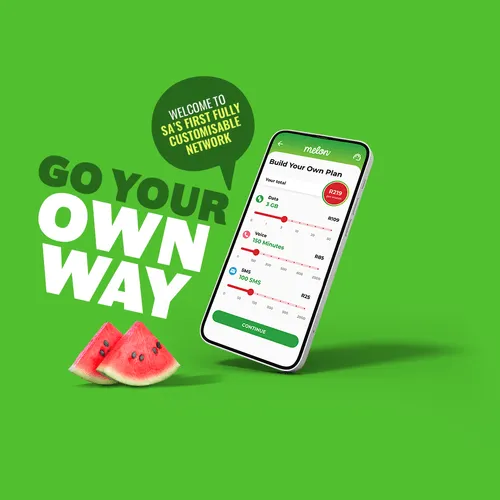 WELCOME TO
SA'S FIRST FULLY
CUSTOMISABLE
NETWORK
GO YOUR
OWN
WAY
melon
Build Your Own Plan
Your total
R219
Data
3 GB
R109
Voice
150 Minutes
R85
SMS
100 SMS
R25
CONTINUE